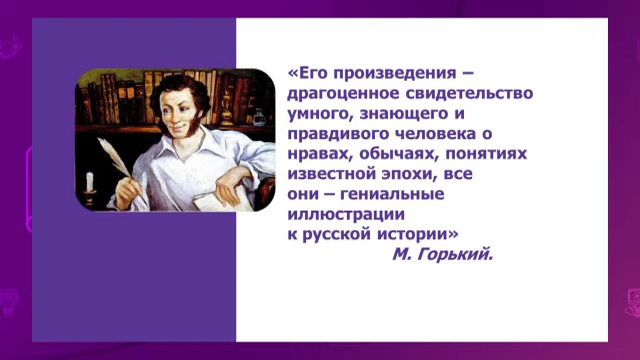 «Его произведения –
драгоценное свидетельство
умного, знающего и
правдивого человека о
нравах, обычаях, понятиях
известной эпохи, все
они – гениальные
иллюстрации
к русской истории»
М. Горький.